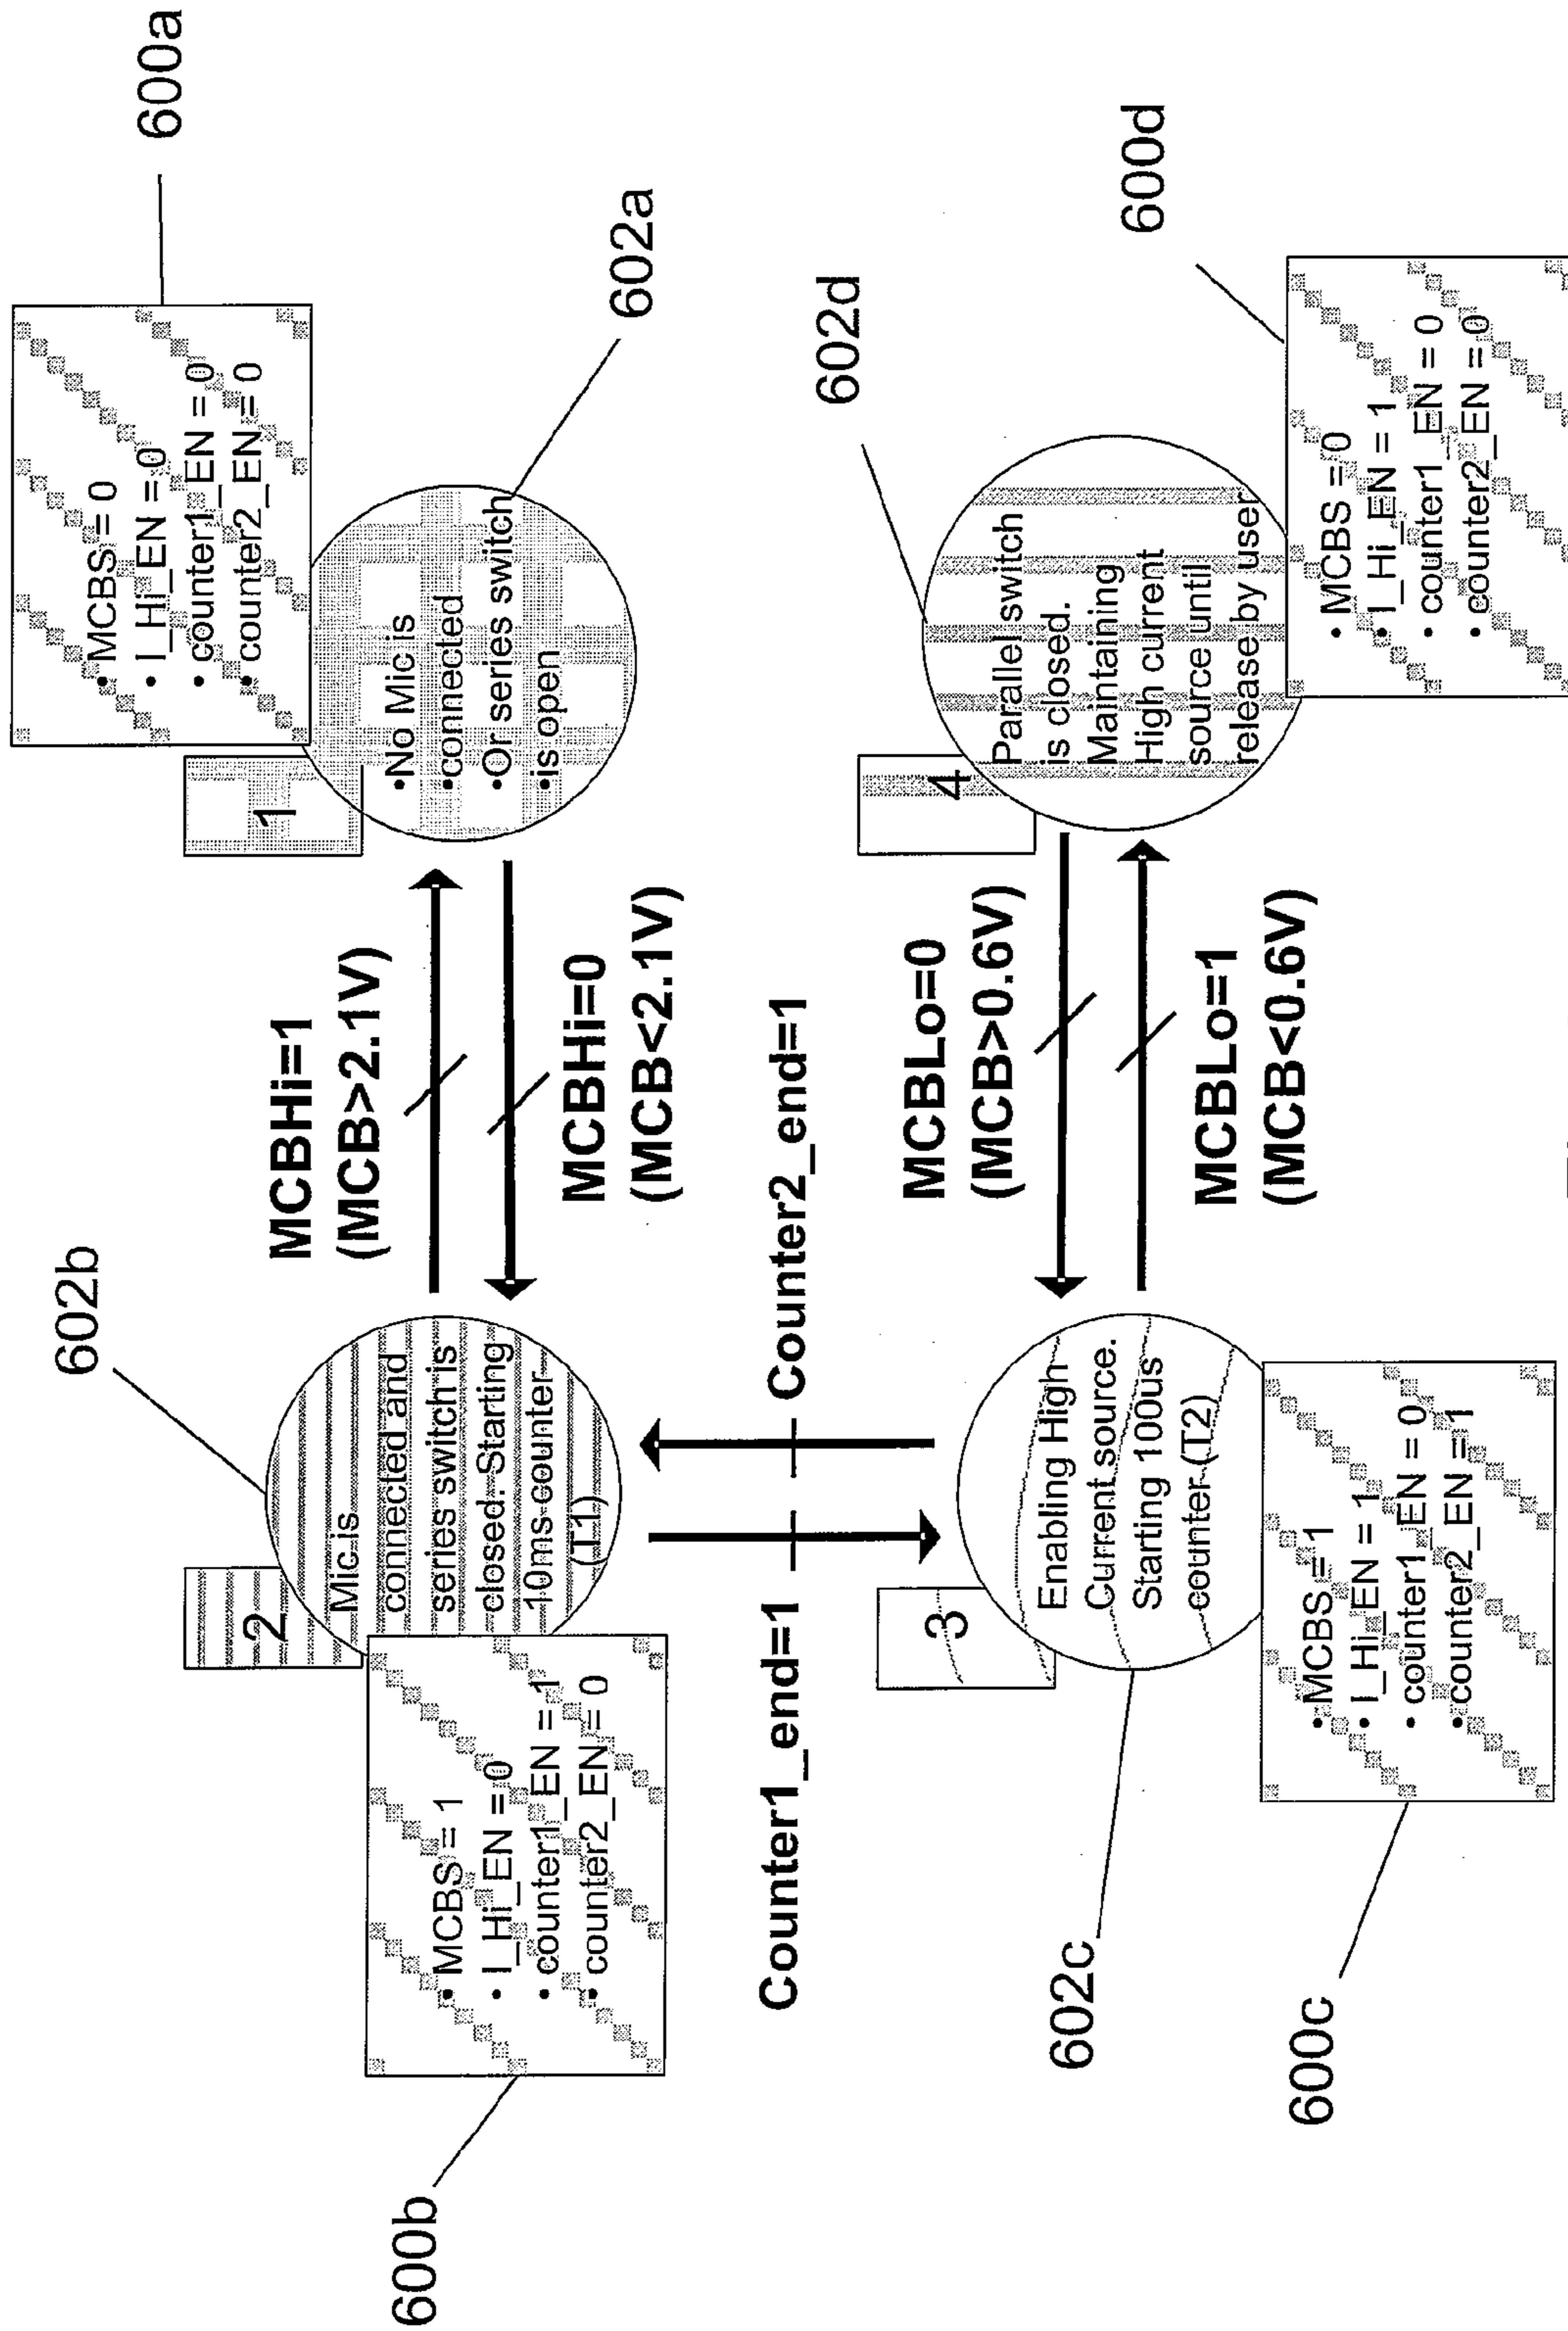 600b
602b
600a
2
Mic is
connected and
series switch is
closed. Starting
10ms counter
(T1)
• MCBS = 1
• I_Hi_EN = 0
• counter1_EN = 1
• counter2_EN = 0
MCBHi=1
(MCB>2.1V)
MCBHi=0
(MCB<2.1V)
1
•No Mic is
•connected
•Or series switch
•is open
• MCBS = 0
• I_Hi_EN = 0
• counter1_EN = 0
• counter2_EN = 0
602a
Counter1_end=1
Counter2_end=1
602d
3
Enabling High
Current source.
Starting 100us
counter (T2)
• MCBS = 1
• I_Hi_EN = 1
• counter1_EN = 0
• counter2_EN = 1
602c
600c
MCBLo=0
(MCB>0.6V)
MCBLo=1
(MCB<0.6V)
4
Parallel switch
is closed.
Maintaining
High current
source until
release by user
• MCBS = 0
• I_Hi_EN = 1
• counter1_EN = 0
• counter2_EN = 0
600d